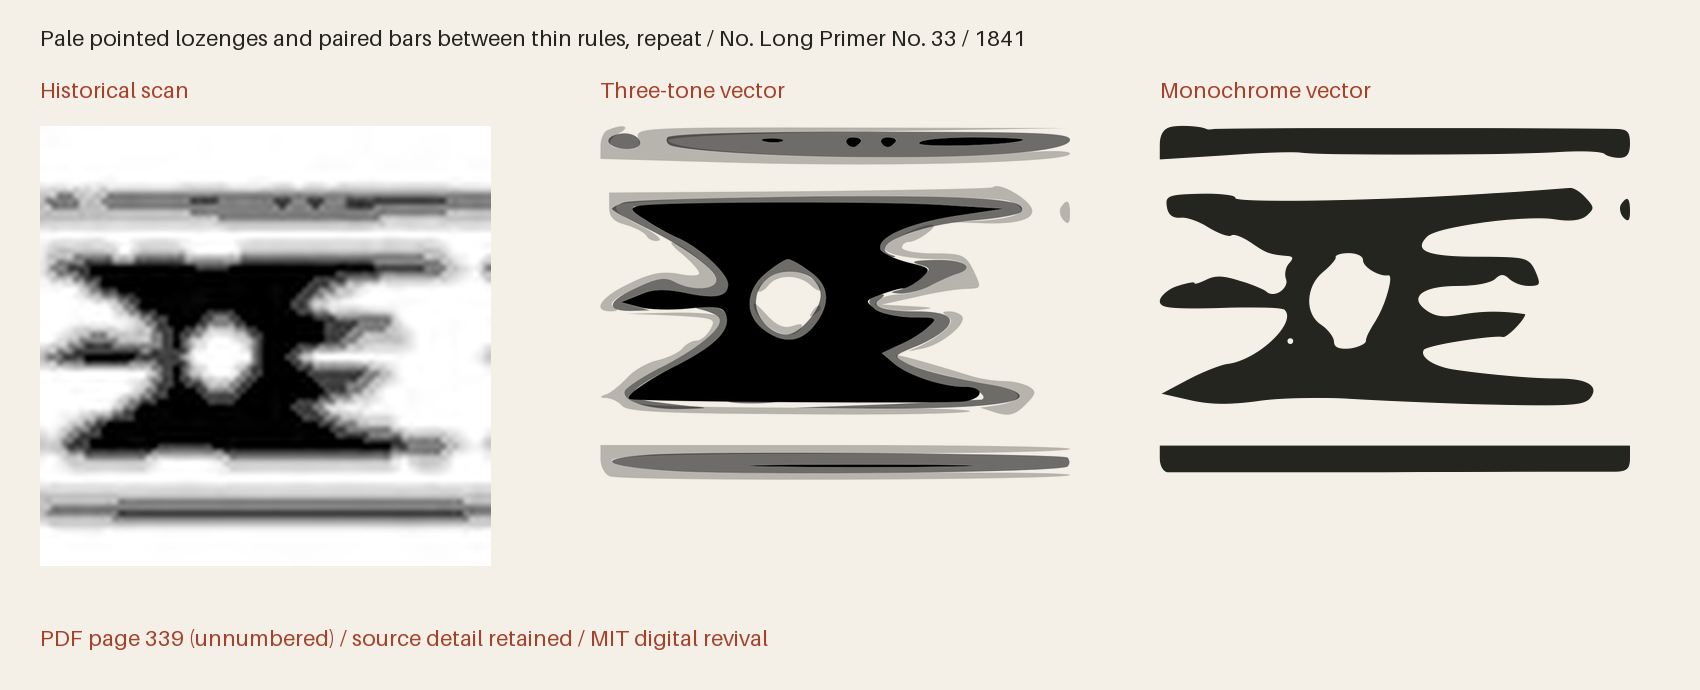 Pale pointed lozenges and paired bars between thin rules, repeat / No. Long Primer No. 33 / 1841
Historical scan
Three-tone vector
Monochrome vector
PDF page 339 (unnumbered) / source detail retained / MIT digital revival